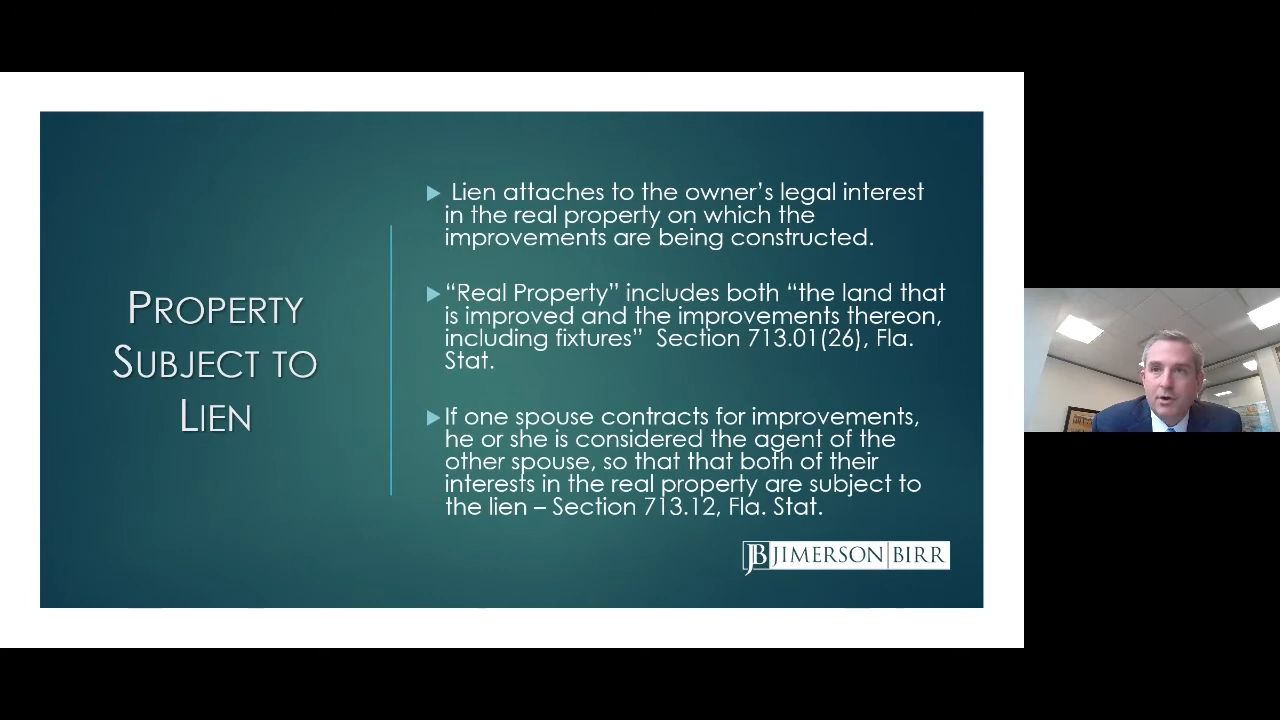 PROPERTY
SUBJECT TO
LIEN
Lien attaches to the owner’s legal interest
in the real property on which the
improvements are being constructed.
“Real Property” includes both “the land that
is improved and the improvements thereon,
including fixtures” Section 713.01(26), Fla.
Stat.
If one spouse contracts for improvements,
he or she is considered the agent of the
other spouse, so that that both of their
interests in the real property are subject to
the lien – Section 713.12, Fla. Stat.
JB JIMERSON BIRR